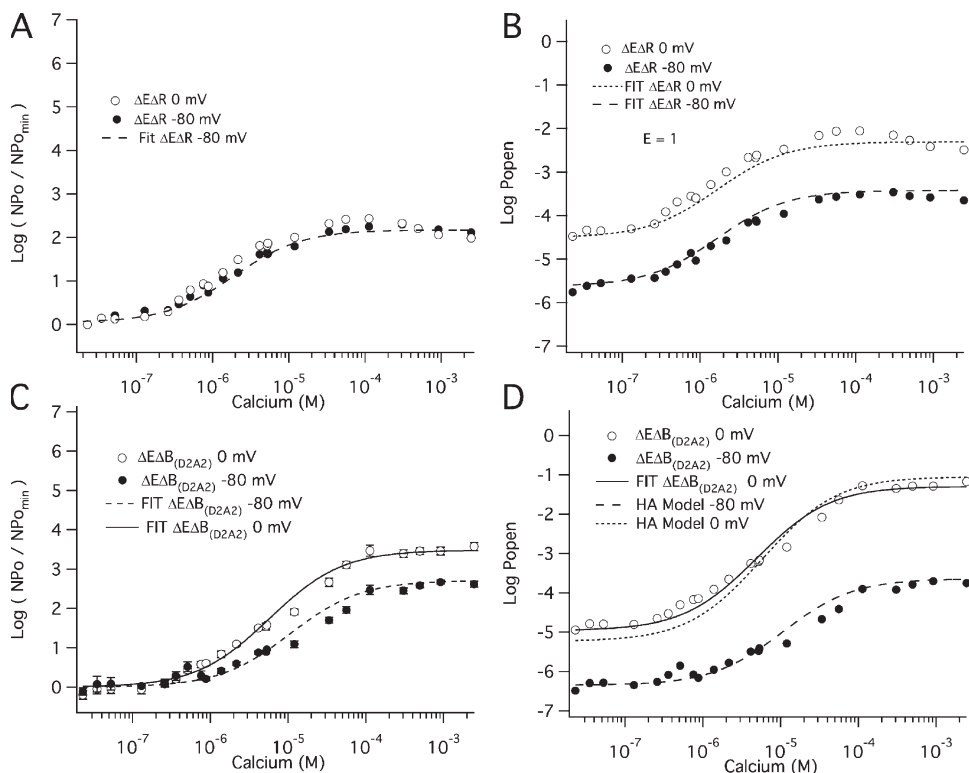 A
Log ( NPo / NPo_min )
7
6
5
4
3
2
1
0
ΔEΔR 0 mV
ΔEΔR -80 mV
Fit ΔEΔR -80 mV
10^-7
10^-6
10^-5
10^-4
10^-3
Calcium (M)
B
Log Popen
0
-1
-2
-3
-4
-5
-6
-7
ΔEΔR 0 mV
ΔEΔR -80 mV
FIT ΔEΔR 0 mV
FIT ΔEΔR -80 mV
E = 1
10^-7
10^-6
10^-5
10^-4
10^-3
Calcium (M)
C
Log ( NPo / NPo_min )
7
6
5
4
3
2
1
0
ΔEΔB(D2A2) 0 mV
ΔEΔB(D2A2) -80 mV
FIT ΔEΔB(D2A2) -80 mV
FIT ΔEΔB(D2A2) 0 mV
10^-7
10^-6
10^-5
10^-4
10^-3
Calcium (M)
D
Log Popen
0
-1
-2
-3
-4
-5
-6
-7
ΔEΔB(D2A2) 0 mV
ΔEΔB(D2A2) -80 mV
FIT ΔEΔB(D2A2) 0 mV
HA Model -80 mV
HA Model 0 mV
10^-7
10^-6
10^-5
10^-4
10^-3
Calcium (M)